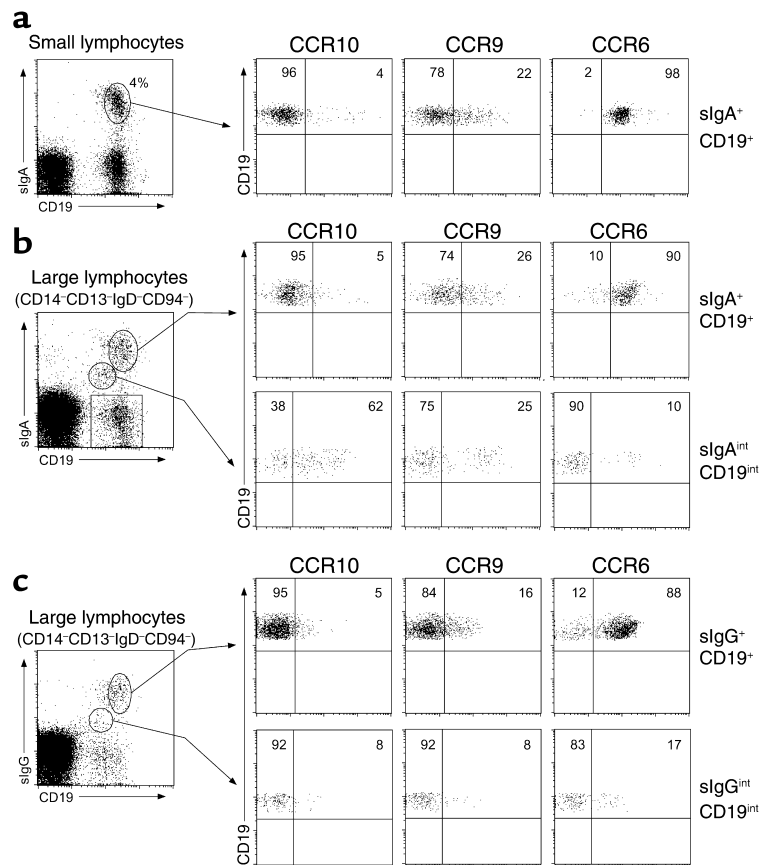 a
Small lymphocytes
CCR10 CCR9 CCR6
4%
96 4 78 22 2 98
sIgA⁺
CD19⁺
sIgA
CD19
CD19
b
CCR10 CCR9 CCR6
Large lymphocytes
(CD14⁻CD13⁻IgD⁻CD94⁻)
95 5 74 26 10 90
sIgA⁺
CD19⁺
sIgA
CD19
38 62 75 25 90 10
sIgAⁱⁿᵗ
CD19ⁱⁿᵗ
CD19
c
CCR10 CCR9 CCR6
Large lymphocytes
(CD14⁻CD13⁻IgD⁻CD94⁻)
95 5 84 16 12 88
sIgG⁺
CD19⁺
sIgG
CD19
92 8 92 8 83 17
sIgGⁱⁿᵗ
CD19ⁱⁿᵗ
CD19